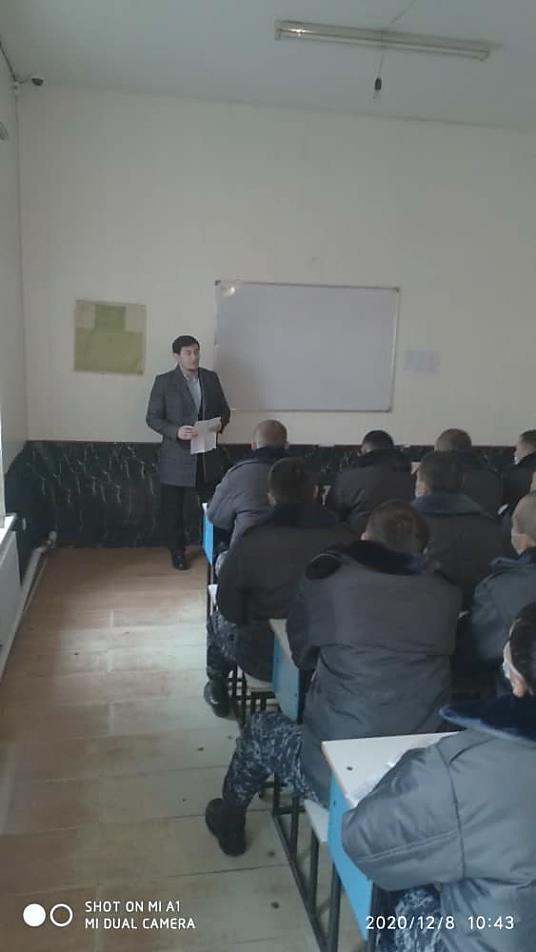 SHOT ON MI A1
MI DUAL CAMERA
2020/12/8 10:43